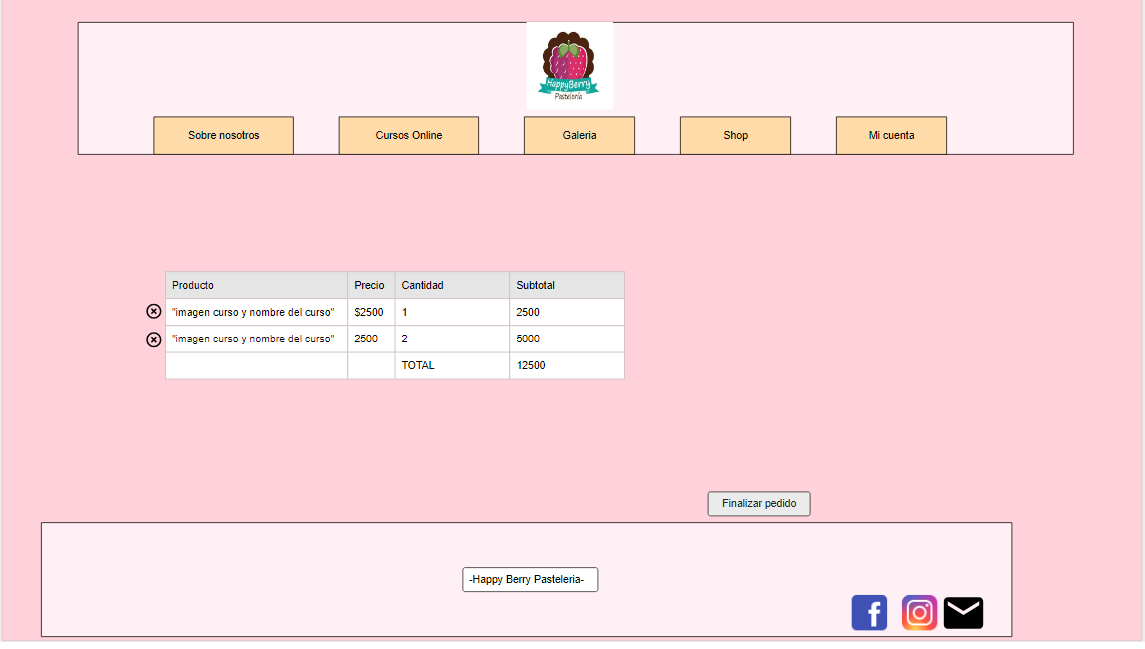 HappyBerry
Pastelería
Sobre nosotros
Cursos Online
Galeria
Shop
Mi cuenta
Producto Precio Cantidad Subtotal
"imagen curso y nombre del curso" $2500 1 2500
"imagen curso y nombre del curso" 2500 2 5000
TOTAL 12500
Finalizar pedido
-Happy Berry Pasteleria-